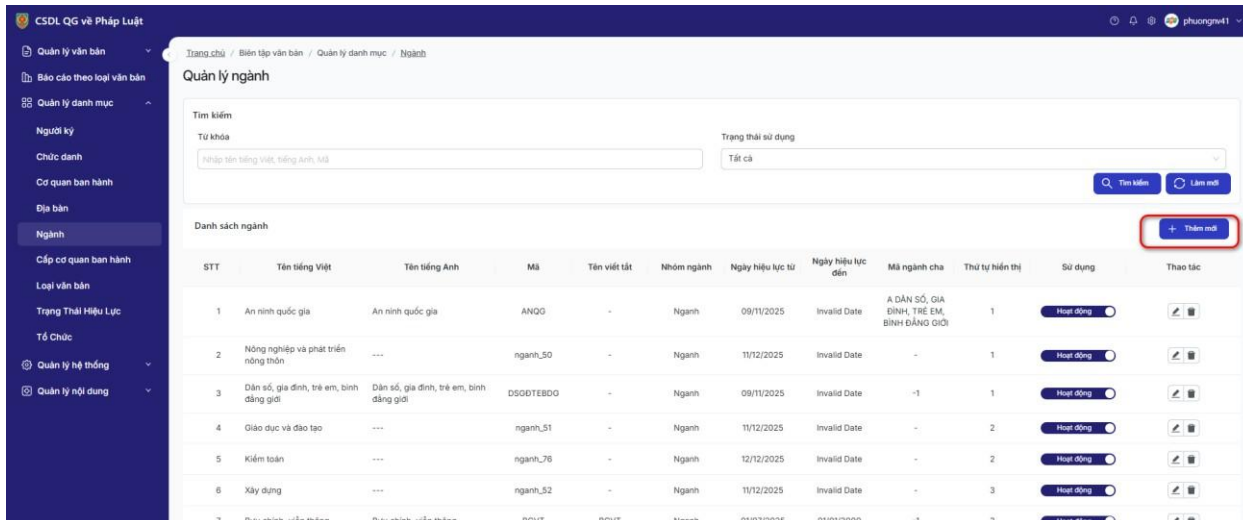 CSDL QG về Pháp Luật
phuongnv41
Quản lý văn bản
Báo cáo theo loại văn bản
Quản lý danh mục
Người ký
Chức danh
Cơ quan ban hành
Địa bàn
Ngành
Cấp cơ quan ban hành
Loại văn bản
Trạng Thái Hiệu Lực
Tổ Chức
Quản lý hệ thống
Quản lý nội dung
Trang chủ / Biên tập văn bản / Quản lý danh mục / Ngành
Quản lý ngành
Tìm kiếm
Từ khóa Trạng thái sử dụng
Nhập tên tiếng Việt, tiếng Anh, Mã Tất cả
Tìm kiếm Làm mới
Danh sách ngành + Thêm mới
STT Tên tiếng Việt Tên tiếng Anh Mã Tên viết tắt Nhóm ngành Ngày hiệu lực từ Ngày hiệu lực đến Mã ngành cha Thứ tự hiển thị Sử dụng Thao tác
1 An ninh quốc gia An ninh quốc gia ANQG - Nganh 09/11/2025 Invalid Date A DÂN SỐ, GIA ĐÌNH, TRẺ EM, BÌNH ĐẲNG GIỚI 1 Hoạt động
2 Nông nghiệp và phát triển nông thôn --- nganh_50 - Nganh 11/12/2025 Invalid Date - 1 Hoạt động
3 Dân số, gia đình, trẻ em, bình đẳng giới Dân số, gia đình, trẻ em, bình đẳng giới DSGĐTEBDG - Nganh 09/11/2025 Invalid Date -1 1 Hoạt động
4 Giáo dục và đào tạo --- nganh_51 - Nganh 11/12/2025 Invalid Date - 2 Hoạt động
5 Kiểm toán --- nganh_76 - Nganh 12/12/2025 Invalid Date - 2 Hoạt động
6 Xây dựng --- nganh_52 - Nganh 11/12/2025 Invalid Date - 3 Hoạt động